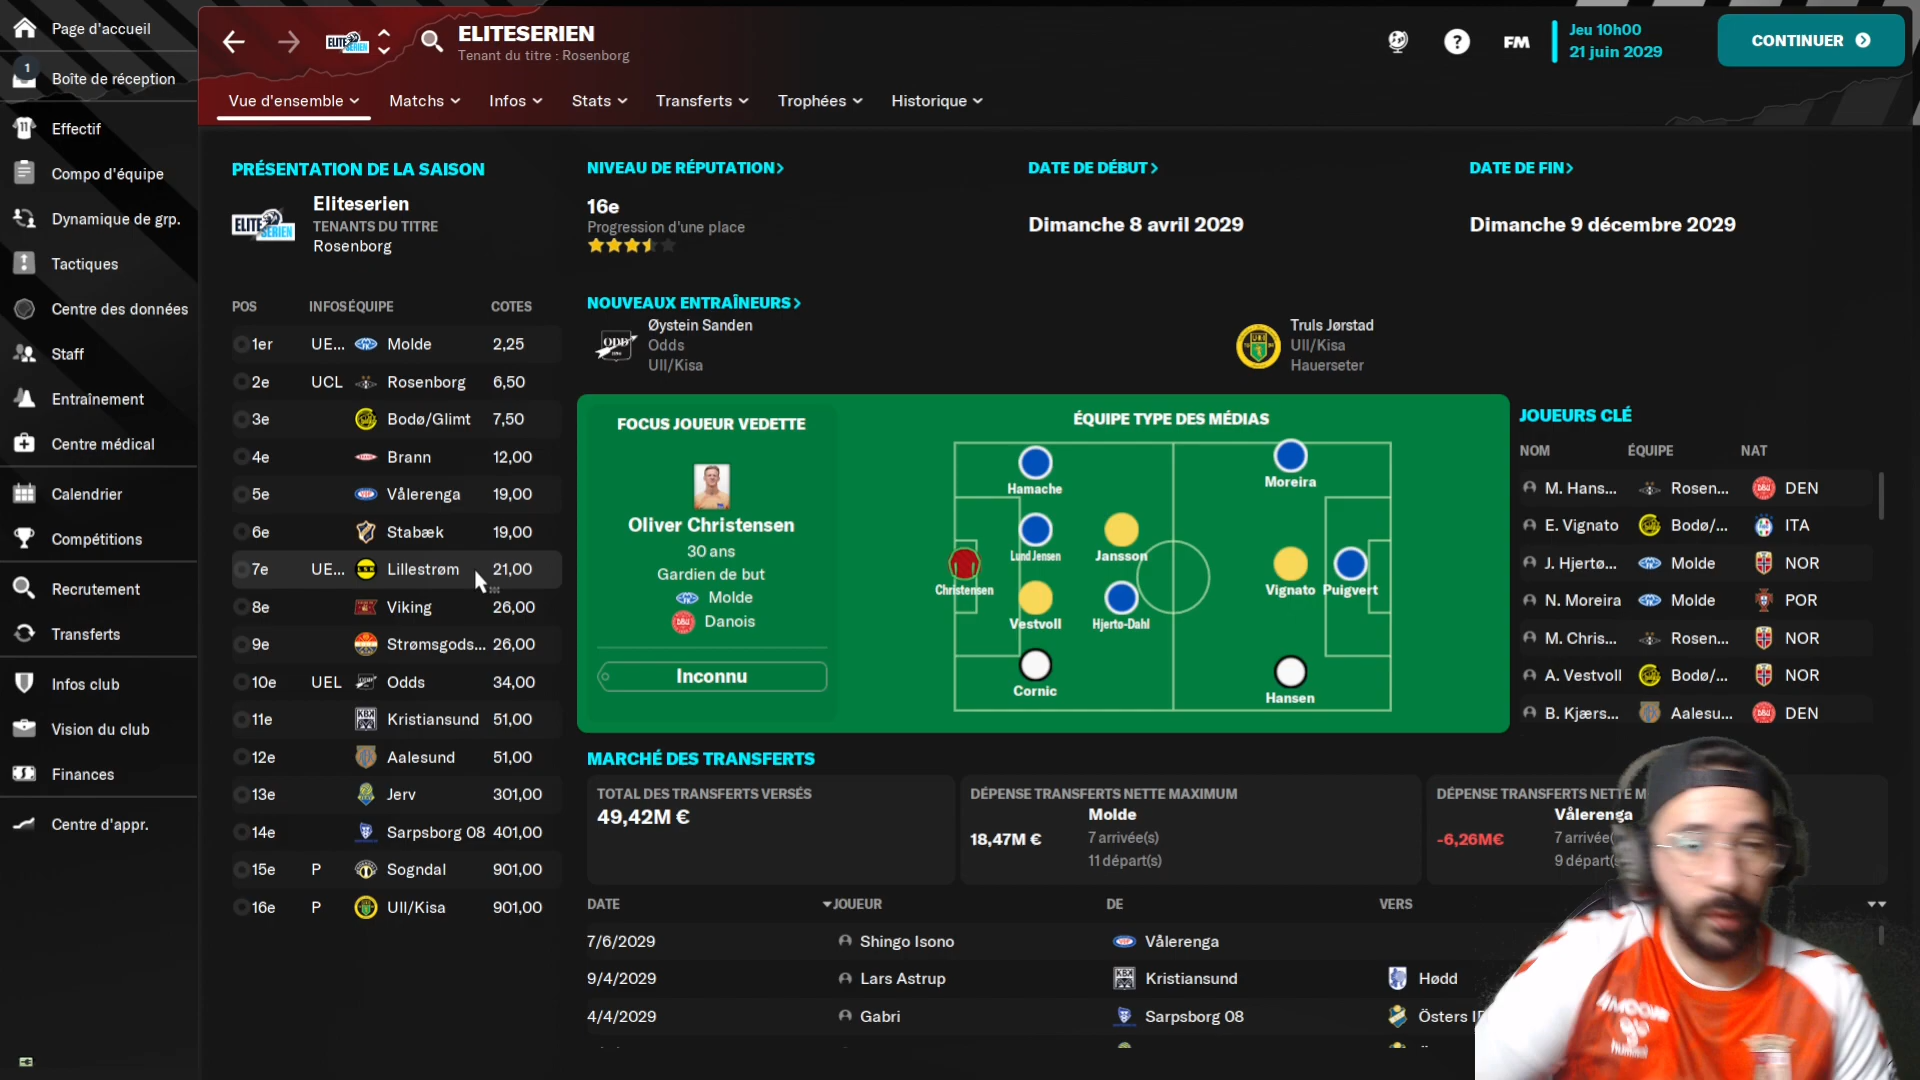 Page d'accueil
1
Boîte de réception
Effectif
Compo d'équipe
Dynamique de grp.
Tactiques
Centre des données
Staff
Entraînement
Centre médical
Calendrier
Compétitions
Recrutement
Transferts
Infos club
Vision du club
Finances
Centre d'appr.
ELITESERIEN
Tenant du titre : Rosenborg
FM
Jeu 10h00
21 juin 2029
CONTINUER
Vue d'ensemble Matchs Infos Stats Transferts Trophées Historique
PRÉSENTATION DE LA SAISON
Eliteserien
TENANTS DU TITRE
Rosenborg
NIVEAU DE RÉPUTATION
16e
Progression d'une place
DATE DE DÉBUT
Dimanche 8 avril 2029
DATE DE FIN
Dimanche 9 décembre 2029
POS INFOS ÉQUIPE COTES
1er UE... Molde 2,25
2e UCL Rosenborg 6,50
3e Bodø/Glimt 7,50
4e Brann 12,00
5e Vålerenga 19,00
6e Stabæk 19,00
7e UE... Lillestrøm 21,00
8e Viking 26,00
9e Strømsgods... 26,00
10e UEL Odds 34,00
11e Kristiansund 51,00
12e Aalesund 51,00
13e Jerv 301,00
14e Sarpsborg 08 401,00
15e P Sogndal 901,00
16e P Ull/Kisa 901,00
NOUVEAUX ENTRAÎNEURS
Øystein Sanden
Odds
Ull/Kisa
Truls Jørstad
Ull/Kisa
Hauerseter
FOCUS JOUEUR VEDETTE
Oliver Christensen
30 ans
Gardien de but
Molde
Danois
Inconnu
ÉQUIPE TYPE DES MÉDIAS
Hamache
Moreira
Lund Jensen
Jansson
Christensen
Vignato
Puigvert
Vestvoll
Hjertø-Dahl
Cornic
Hansen
JOUEURS CLÉ
NOM ÉQUIPE NAT
M. Hans... Rosen... DEN
E. Vignato Bodø/... ITA
J. Hjertø... Molde NOR
N. Moreira Molde POR
M. Chris... Rosen... NOR
A. Vestvoll Bodø/... NOR
B. Kjærs... Aalesu... DEN
MARCHÉ DES TRANSFERTS
TOTAL DES TRANSFERTS VERSÉS
49,42M €
DÉPENSE TRANSFERTS NETTE MAXIMUM
Molde
18,47M €
7 arrivée(s)
11 départ(s)
DÉPENSE TRANSFERTS NETTE M
Vålerenga
-6,26M€
7 arrivée(
9 départ(s
DATE JOUEUR DE VERS
7/6/2029 Shingo Isono Vålerenga
9/4/2029 Lars Astrup Kristiansund Hødd
4/4/2029 Gabri Sarpsborg 08 Östers I
hummel